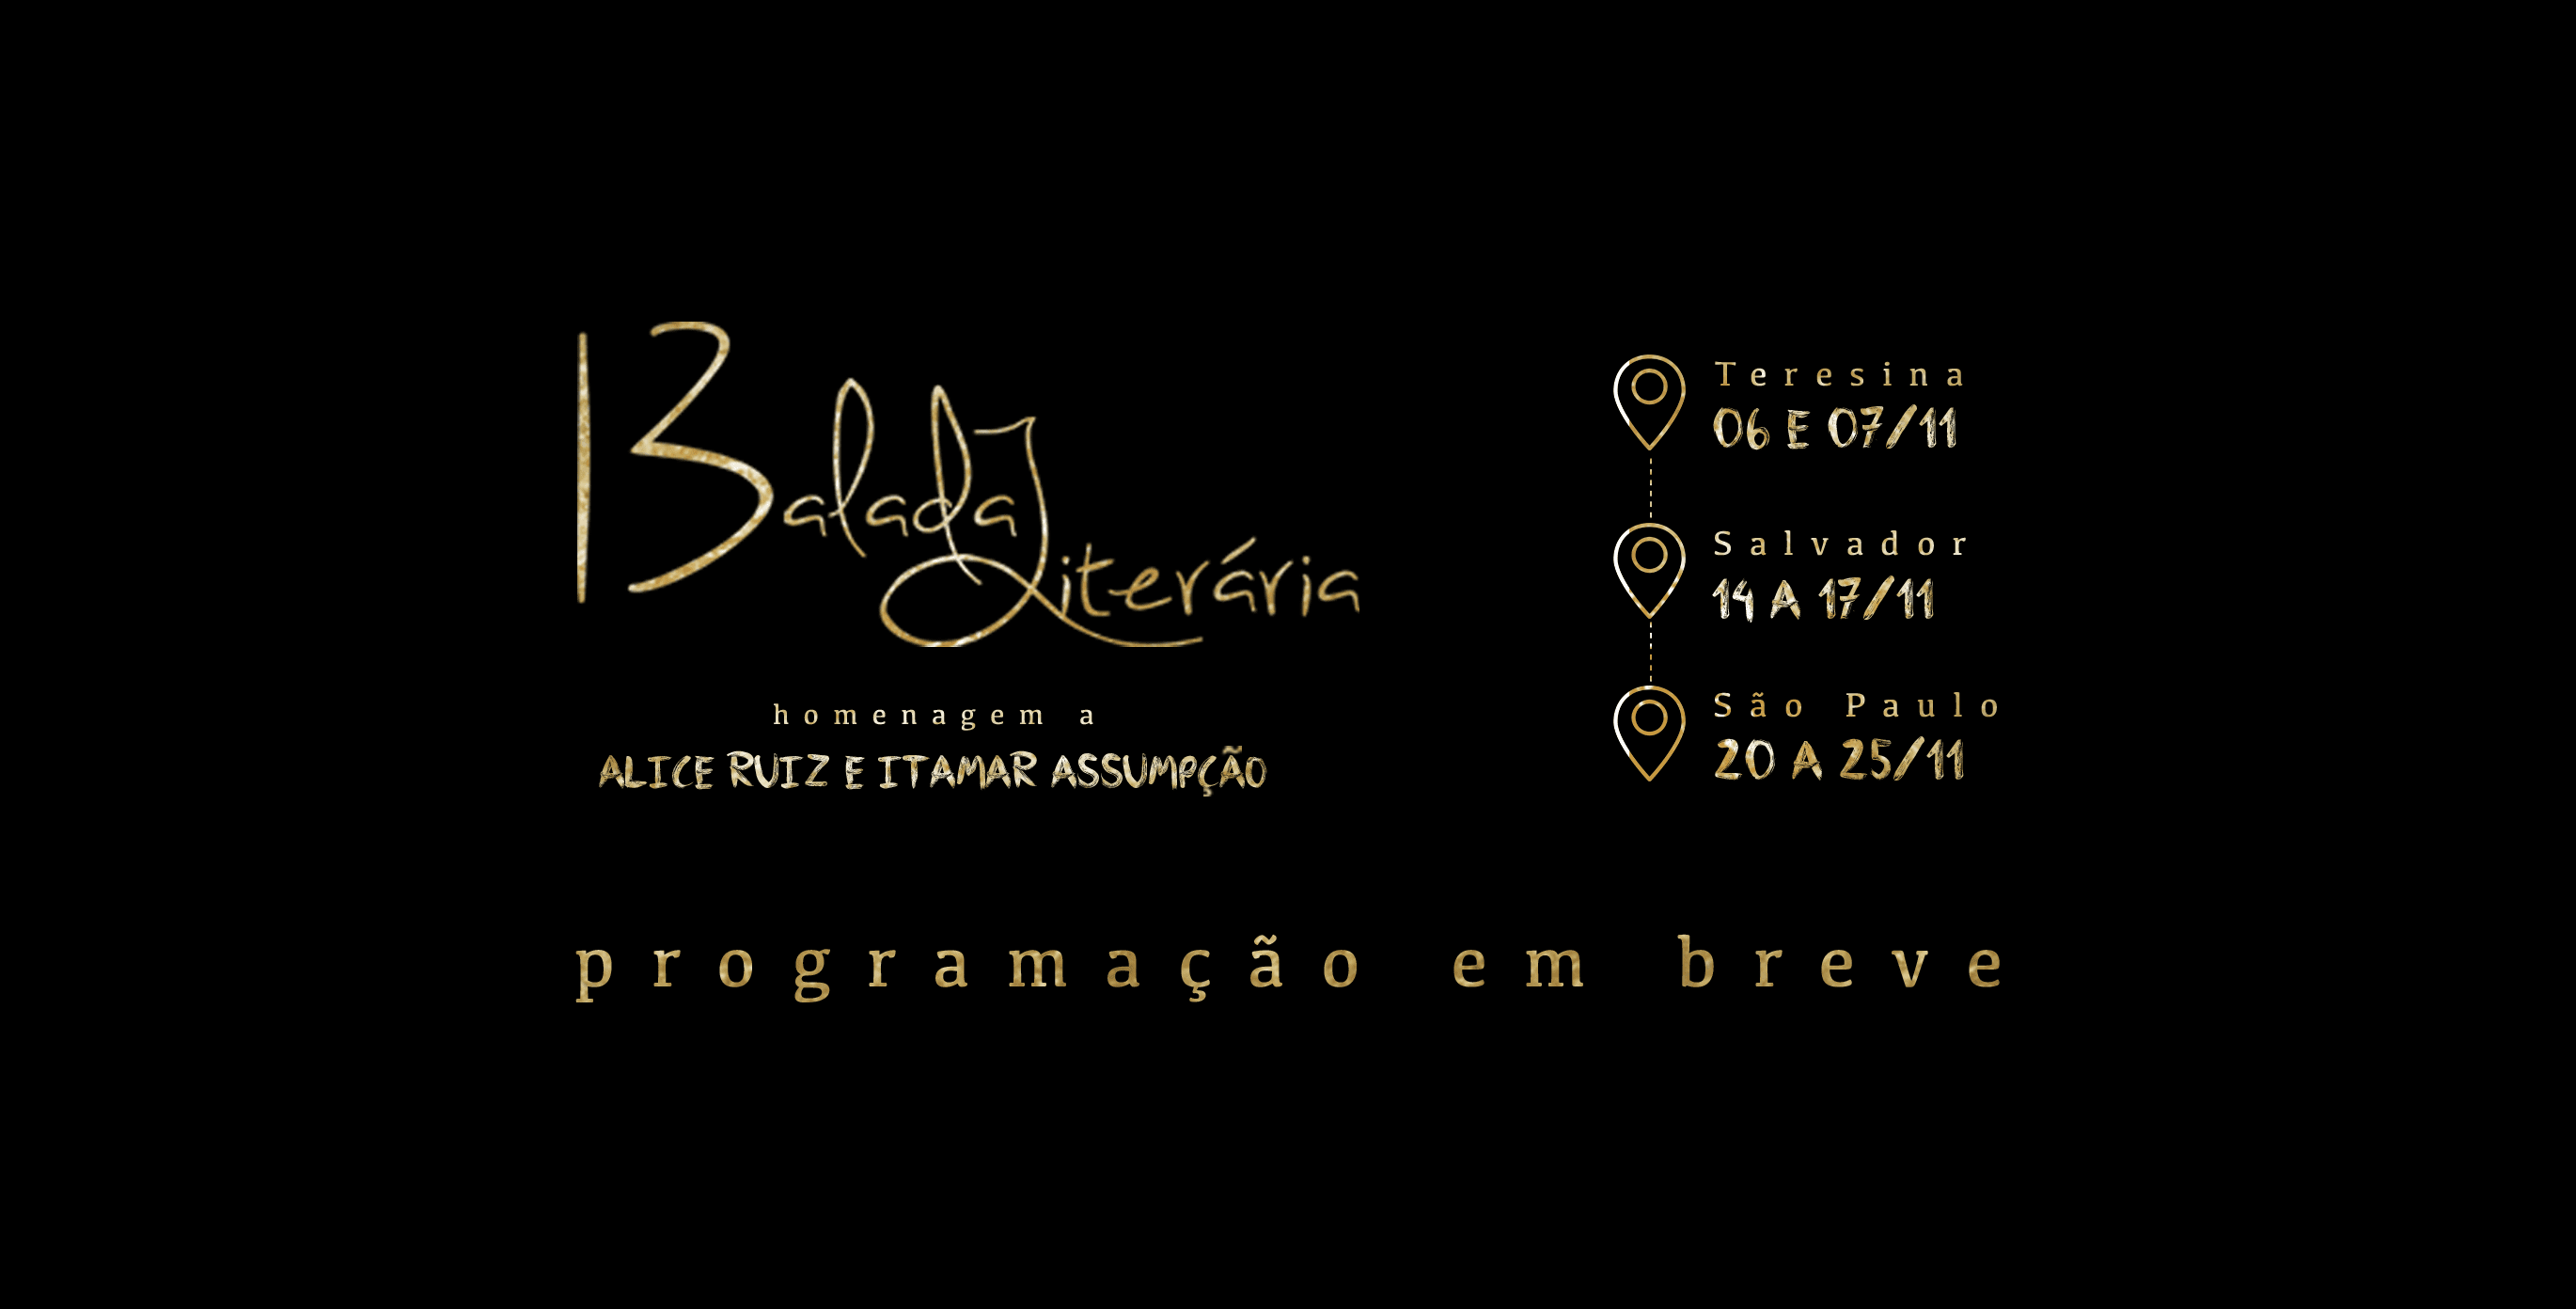 Balada
Literária
homenagem a
ALICE RUIZ E ITAMAR ASSUMPÇÃO
Teresina
06 E 07/11
Salvador
14 A 17/11
São Paulo
20 A 25/11
programação em breve